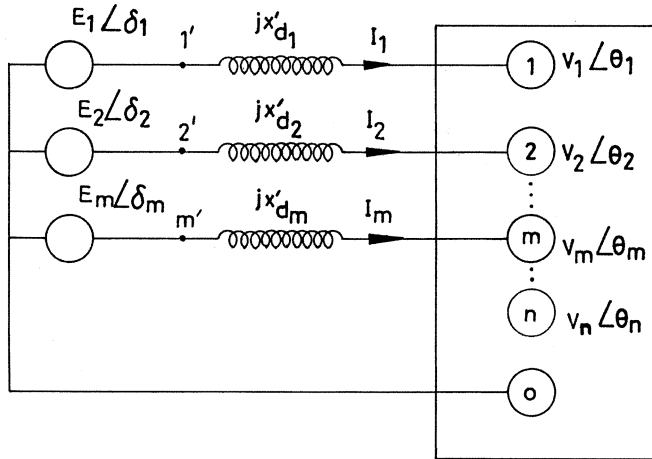 E₁∠δ₁ 1' jx'd₁ I₁ 1 v₁∠θ₁
E₂∠δ₂ 2' jx'd₂ I₂ 2 v₂∠θ₂
Eₘ∠δₘ m' jx'dₘ Iₘ m vₘ∠θₘ
n vₙ∠θₙ
o